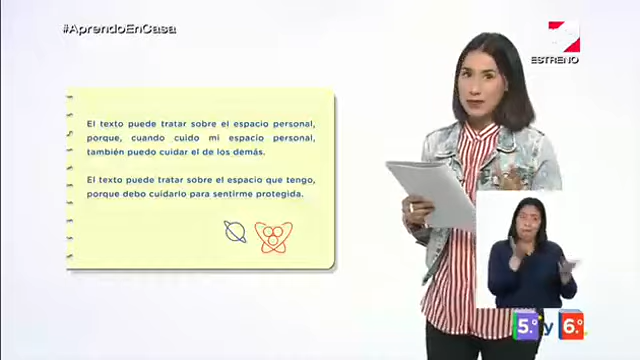 #AprendoEnCasa
ESTRENO
El texto puede tratar sobre el espacio personal,
porque, cuando cuido mi espacio personal,
también puedo cuidar el de los demás.
El texto puede tratar sobre el espacio que tengo,
porque debo cuidarlo para sentirme protegida.
5.º y 6.º